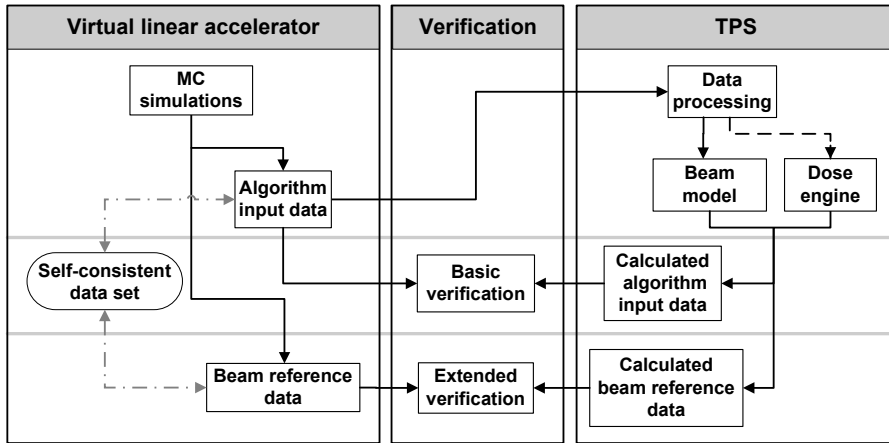 Virtual linear accelerator
Verification
TPS
MC
simulations
Data
processing
Algorithm
input data
Beam
model
Dose
engine
Self-consistent
data set
Basic
verification
Calculated
algorithm
input data
Beam reference
data
Extended
verification
Calculated
beam reference
data